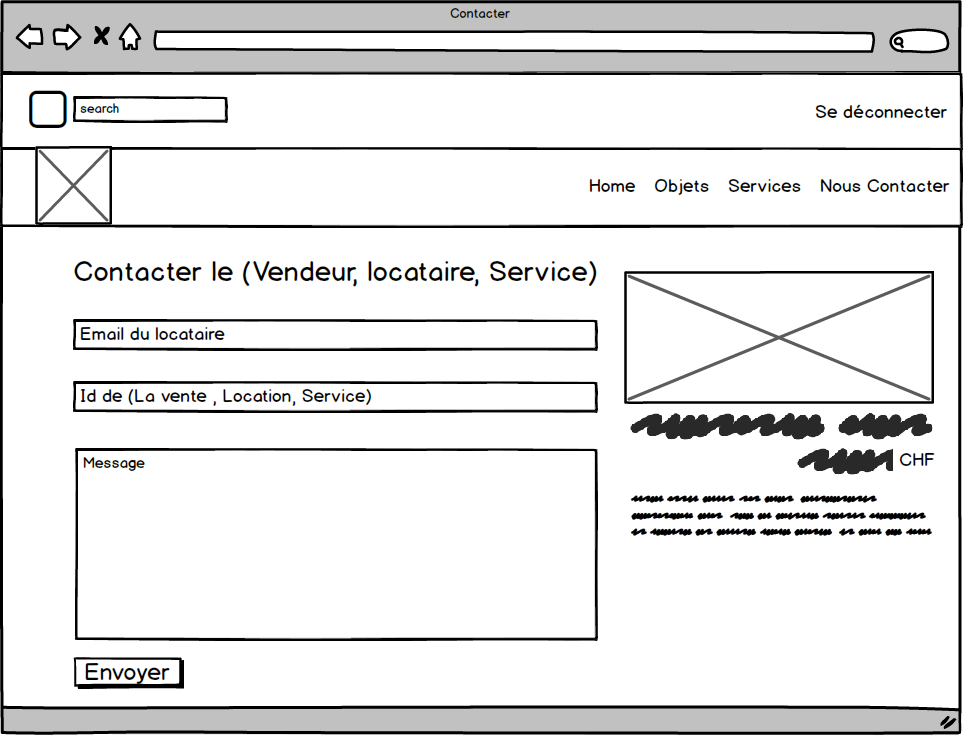 Contacter
search
Se déconnecter
Home Objets Services Nous Contacter
Contacter le (Vendeur, locataire, Service)
Email du locataire
Id de (La vente , Location, Service)
Message
CHF
Envoyer